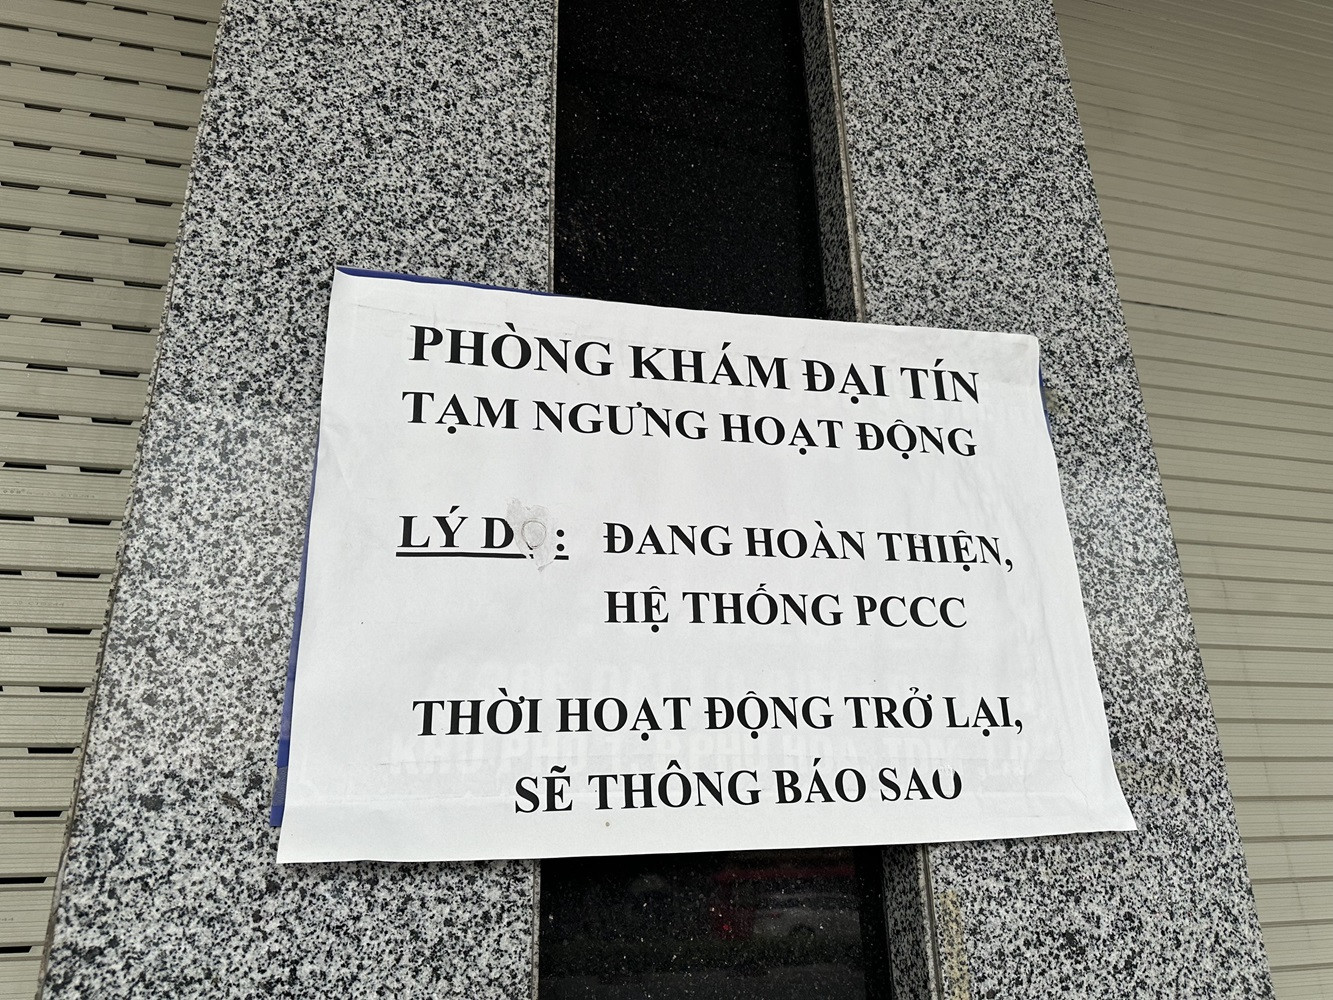 PHÒNG KHÁM ĐẠI TÍN
TẠM NGƯNG HOẠT ĐỘNG
LÝ DO : ĐANG HOÀN THIỆN,
HỆ THỐNG PCCC
THỜI HOẠT ĐỘNG TRỞ LẠI,
SẼ THÔNG BÁO SAO